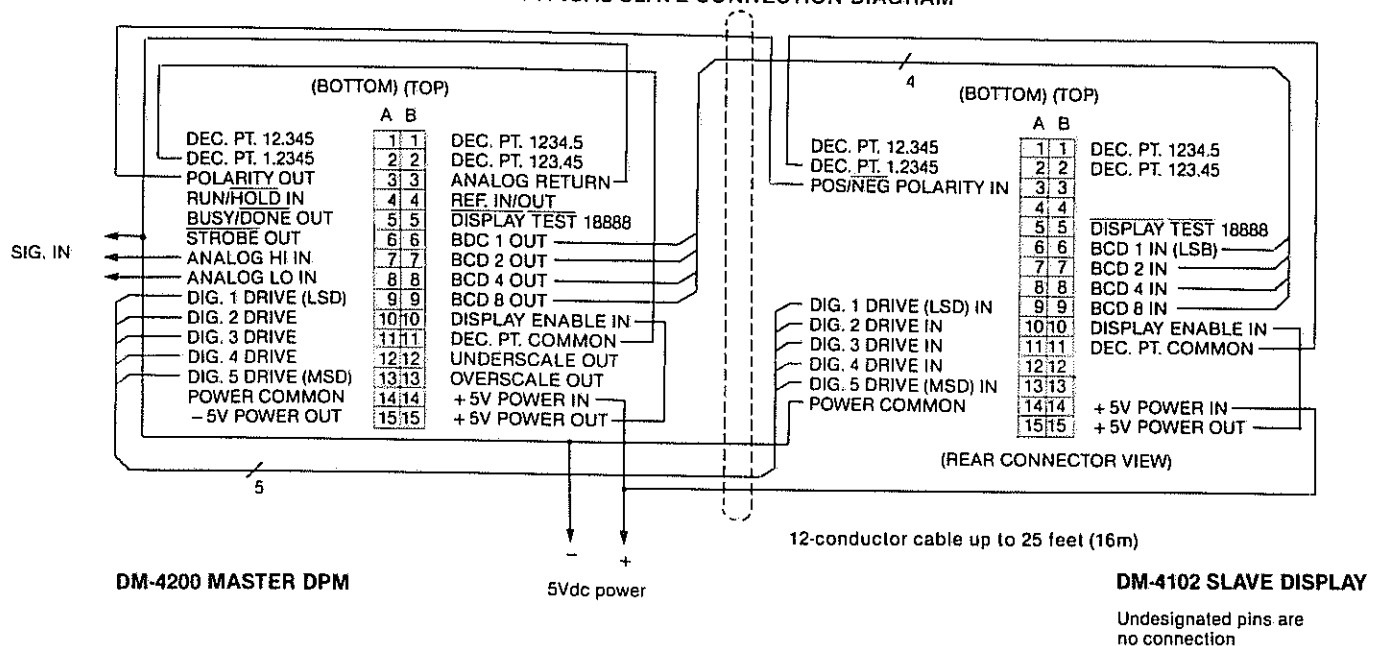 4
(BOTTOM) (TOP)
A B
DEC. PT. 12.345 1 1 DEC. PT. 1234.5
DEC. PT. 1.2345 2 2 DEC. PT. 123.45
POLARITY OUT 3 3 ANALOG RETURN
RUN/HOLD IN 4 4 REF. IN/OUT
BUSY/DONE OUT 5 5 DISPLAY TEST 18888
STROBE OUT 6 6 BDC 1 OUT
SIG. IN
ANALOG HI IN 7 7 BCD 2 OUT
ANALOG LO IN 8 8 BCD 4 OUT
DIG. 1 DRIVE (LSD) 9 9 BCD 8 OUT
DIG. 2 DRIVE 10 10 DISPLAY ENABLE IN
DIG. 3 DRIVE 11 11 DEC. PT. COMMON
DIG. 4 DRIVE 12 12 UNDERSCALE OUT
DIG. 5 DRIVE (MSD) 13 13 OVERSCALE OUT
POWER COMMON 14 14 +5V POWER IN
-5V POWER OUT 15 15 +5V POWER OUT
5
(BOTTOM) (TOP)
A B
DEC. PT. 12.345 1 1 DEC. PT. 1234.5
DEC. PT. 1.2345 2 2 DEC. PT. 123.45
POS/NEG POLARITY IN 3 3
4 4
5 5 DISPLAY TEST 18888
6 6 BCD 1 IN (LSB)
7 7 BCD 2 IN
8 8 BCD 4 IN
DIG. 1 DRIVE (LSD) IN 9 9 BCD 8 IN
DIG. 2 DRIVE IN 10 10 DISPLAY ENABLE IN
DIG. 3 DRIVE IN 11 11 DEC. PT. COMMON
DIG. 4 DRIVE IN 12 12
DIG. 5 DRIVE (MSD) IN 13 13
POWER COMMON 14 14 +5V POWER IN
15 15 +5V POWER OUT
(REAR CONNECTOR VIEW)
12-conductor cable up to 25 feet (16m)
- +
5Vdc power
DM-4200 MASTER DPM
DM-4102 SLAVE DISPLAY
Undesignated pins are
no connection